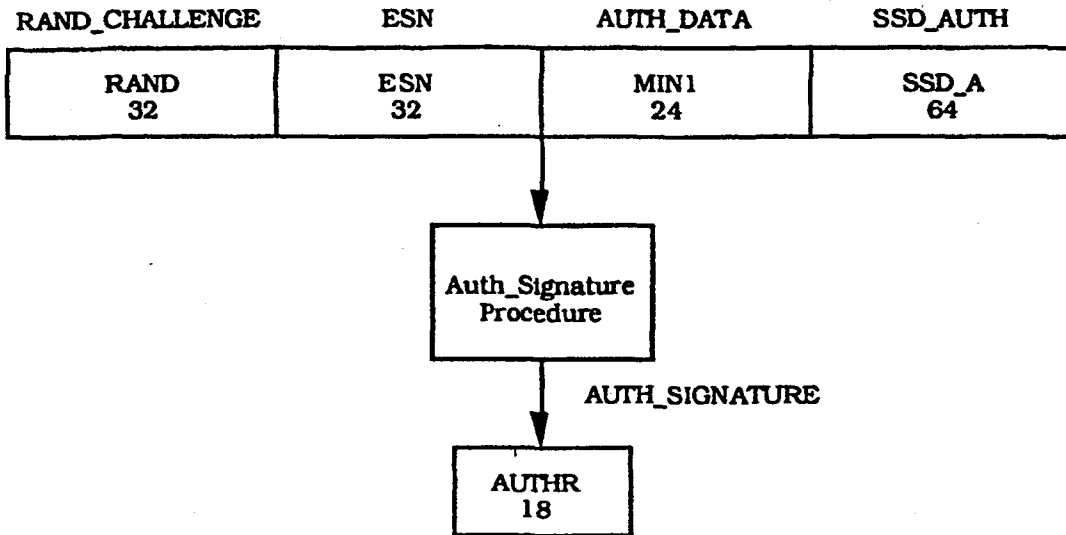 RAND_CHALLENGE ESN AUTH_DATA SSD_AUTH
RAND ESN MIN1 SSD_A
32 32 24 64
Auth_Signature
Procedure
AUTH_SIGNATURE
AUTHR
18